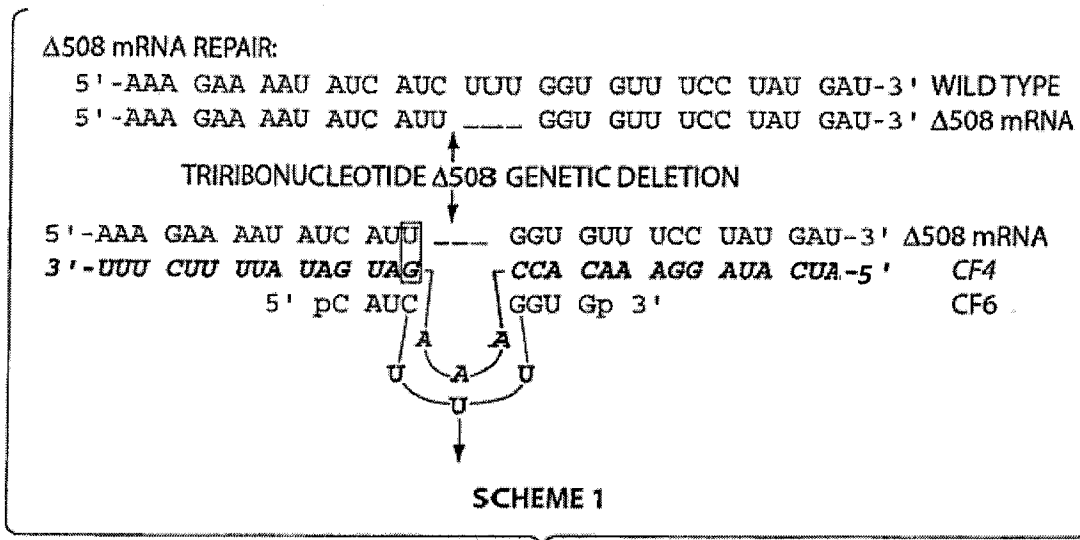 Δ508 mRNA REPAIR:
5'-AAA GAA AAU AUC AUC UUU GGU GUU UCC UAU GAU-3' WILD TYPE
5'-AAA GAA AAU AUC AUU ___ GGU GUU UCC UAU GAU-3' Δ508 mRNA
TRIRIBONUCLEOTIDE Δ508 GENETIC DELETION
5'-AAA GAA AAU AUC AUU ___ GGU GUU UCC UAU GAU-3' Δ508 mRNA
3'-UUU CUU UUA UAG UAG CCA CAA AGG AUA CUA-5' CF4
5' pC AUC GGU Gp 3' CF6
A A
U A U
U
SCHEME 1